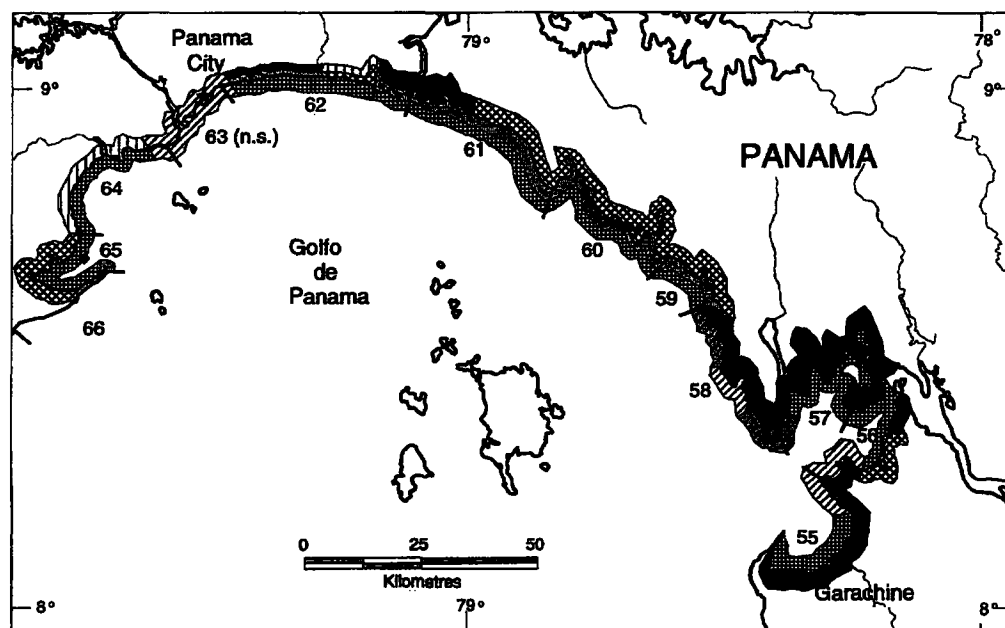 79°
78°
Panama
City
9°
9°
62
63 (n.s.)
61
PANAMA
64
Golfo
de
Panama
60
65
59
66
58
57
56
55
0
25
50
Kilometres
Garachine
8°
79°
8°